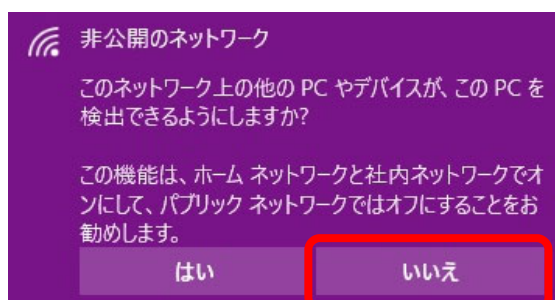 非公開のネットワーク
このネットワーク上の他の PC やデバイスが、この PC を
検出できるようにしますか?
この機能は、ホーム ネットワークと社内ネットワークでオ
ンにして、パブリック ネットワークではオフにすることをお
勧めします。
はい
いいえ